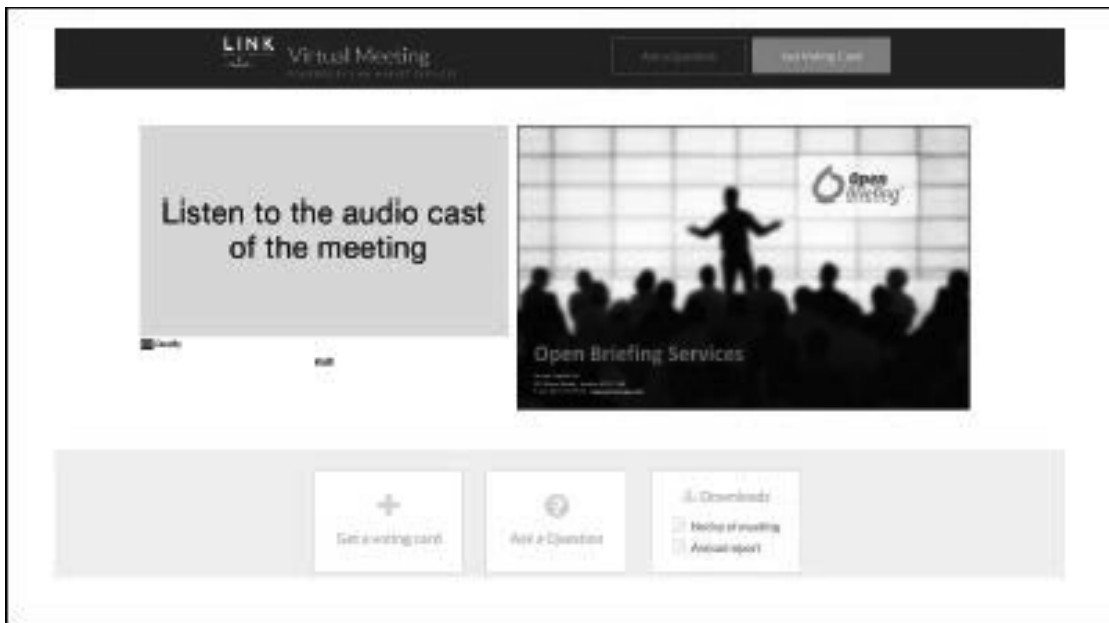 LINK
Virtual Meeting
Ask a Question
Get Voting Card
Listen to the audio cast
of the meeting
Open
Briefing
Open Briefing Services
Get a voting card
Ask a Question
Downloads
Notice of meeting
Annual report